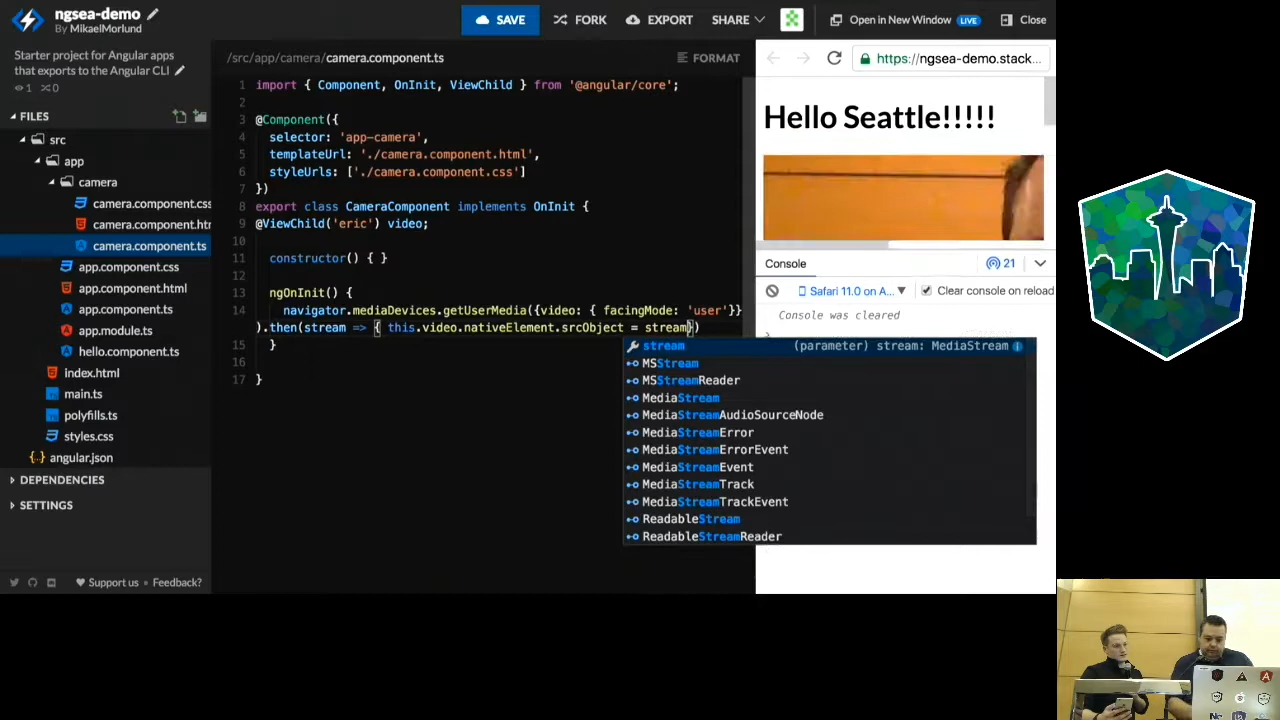 ngsea-demo
By MikaelMorlund
SAVE
FORK
EXPORT
SHARE
Open in New Window LIVE
Close
Starter project for Angular apps
that exports to the Angular CLI
1 0
FILES
src
app
camera
camera.component.css
camera.component.htm
camera.component.ts
app.component.css
app.component.html
app.component.ts
app.module.ts
hello.component.ts
index.html
main.ts
polyfills.ts
styles.css
angular.json
DEPENDENCIES
SETTINGS
Support us • Feedback?
/src/app/camera/camera.component.ts
FORMAT
1 import { Component, OnInit, ViewChild } from '@angular/core';
2
3 @Component({
4 selector: 'app-camera',
5 templateUrl: './camera.component.html',
6 styleUrls: ['./camera.component.css']
7 })
8 export class CameraComponent implements OnInit {
9 @ViewChild('eric') video;
10
11 constructor() { }
12
13 ngOnInit() {
14 navigator.mediaDevices.getUserMedia({video: { facingMode: 'user'}}
).then(stream => { this.video.nativeElement.srcObject = stream})
15 }
16
17 }
stream (parameter) stream: MediaStream
MSStream
MSStreamReader
MediaStream
MediaStreamAudioSourceNode
MediaStreamError
MediaStreamErrorEvent
MediaStreamEvent
MediaStreamTrack
MediaStreamTrackEvent
ReadableStream
ReadableStreamReader
https://ngsea-demo.stack...
Hello Seattle!!!!!
Console
21
Safari 11.0 on A...
Clear console on reload
Console was cleared